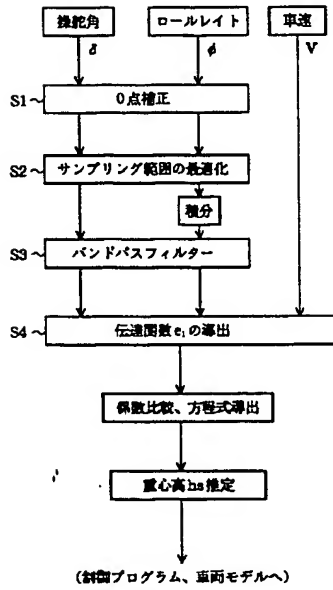 操舵角 ロールレイト 車速
δ φ V
S1～ 0点補正
S2～ サンプリング範囲の最適化
積分
S3～ バンドパスフィルター
S4～ 伝達関数eiの導出
係数比較、方程式導出
重心高hs推定
(制御プログラム、車両モデルへ)